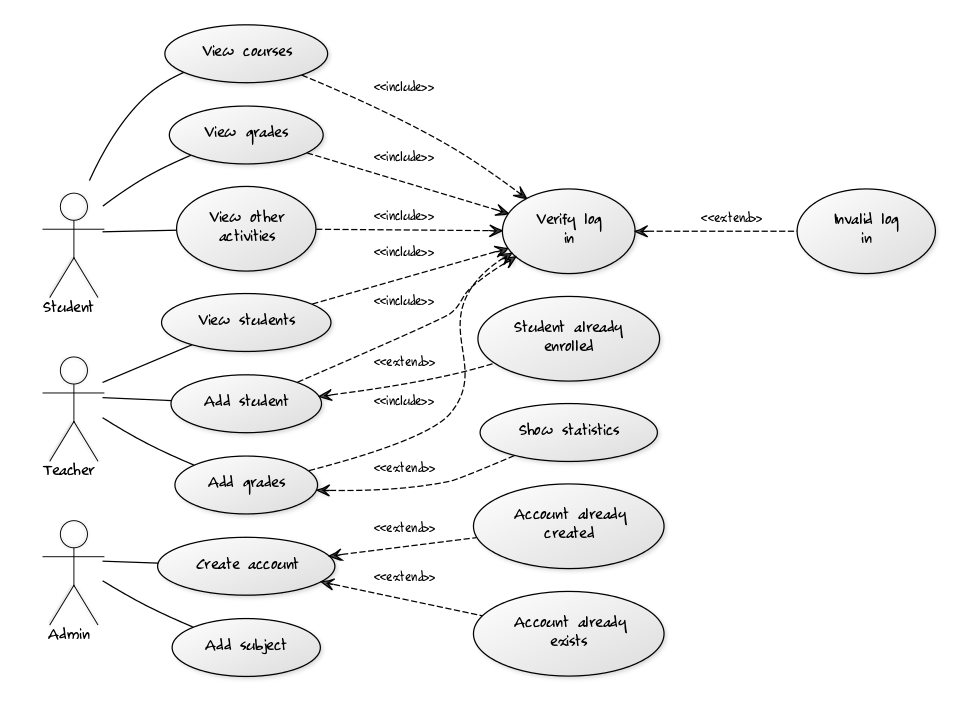 View courses
<<include>>
View grades
<<include>>
View other
activities
<<include>>
Verify log
in
<<extend>>
Invalid log
in
Student
<<include>>
View students
<<include>>
Student already
enrolled
<<extend>>
Add student
<<include>>
Teacher
Show statistics
<<extend>>
Add grades
Account already
created
<<extend>>
Create account
<<extend>>
Admin
Account already
exists
Add subject